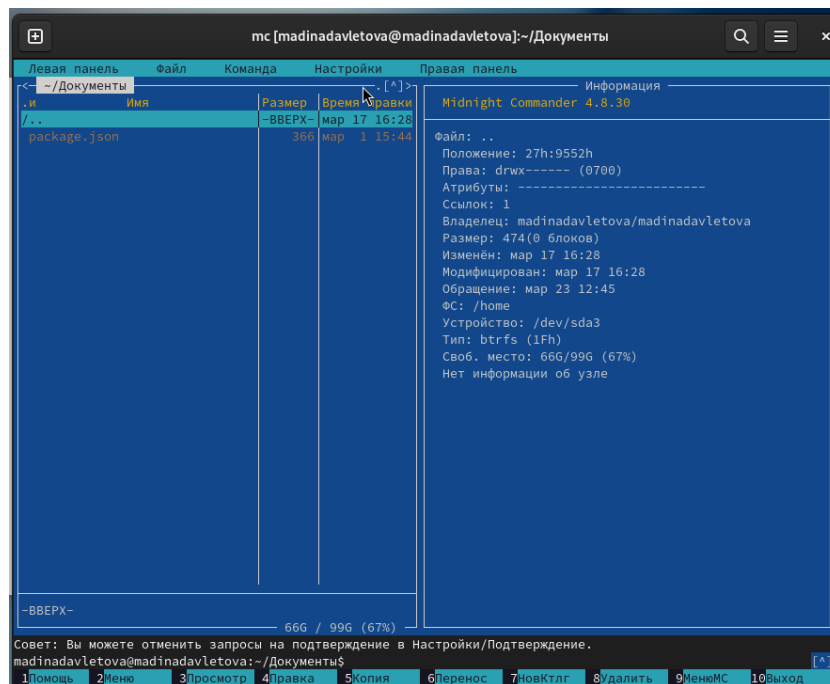 mc [madinadavletova@madinadavletova]:~/Документы
Левая панель Файл Команда Настройки Правая панель
<- ~/Документы .[^]>
.и Имя Размер Время правки
/.. -ВВЕРХ- мар 17 16:28
package.json 366 мар 1 15:44
-ВВЕРХ-
66G / 99G (67%)
Информация
Midnight Commander 4.8.30
Файл: ..
Положение: 27h:9552h
Права: drwx------ (0700)
Атрибуты: -------------------------
Ссылок: 1
Владелец: madinadavletova/madinadavletova
Размер: 474(0 блоков)
Изменён: мар 17 16:28
Модифицирован: мар 17 16:28
Обращение: мар 23 12:45
ФС: /home
Устройство: /dev/sda3
Тип: btrfs (1Fh)
Своб. место: 66G/99G (67%)
Нет информации об узле
Совет: Вы можете отменить запросы на подтверждение в Настройки/Подтверждение.
madinadavletova@madinadavletova:~/Документы$ [^]
1Помощь 2Меню 3Просмотр 4Правка 5Копия 6Перенос 7НовКтлг 8Удалить 9МенюMC 10Выход